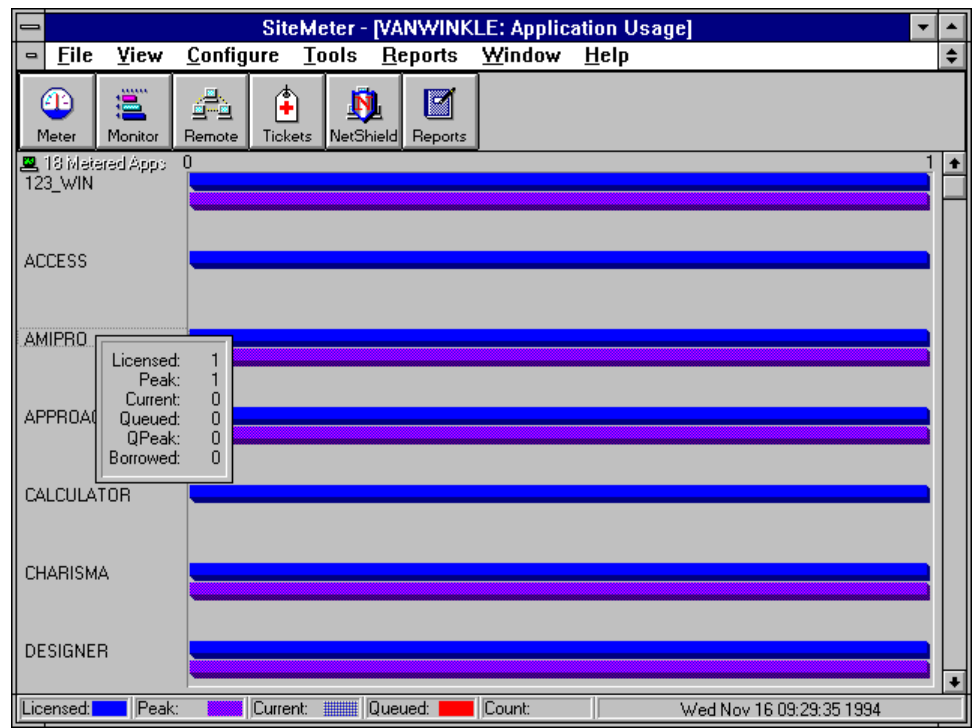 SiteMeter - [VANWINKLE: Application Usage]
File View Configure Tools Reports Window Help
Meter Monitor Remote Tickets NetShield Reports
18 Metered Apps 0 1
123_WIN
ACCESS
AMIPRO
Licensed: 1
Peak: 1
Current: 0
APPROAC Queued: 0
QPeak: 0
Borrowed: 0
CALCULATOR
CHARISMA
DESIGNER
Licensed: Peak: Current: Queued: Count: Wed Nov 16 09:29:35 1994